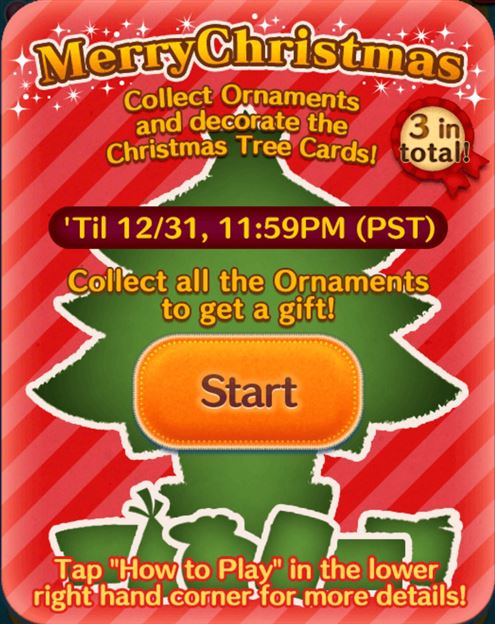 MerryChristmas
Collect Ornaments
and decorate the
Christmas Tree Cards!
3 in
total!
'Til 12/31, 11:59PM (PST)
Collect all the Ornaments
to get a gift!
Start
Tap "How to Play" in the lower
right hand corner for more details!